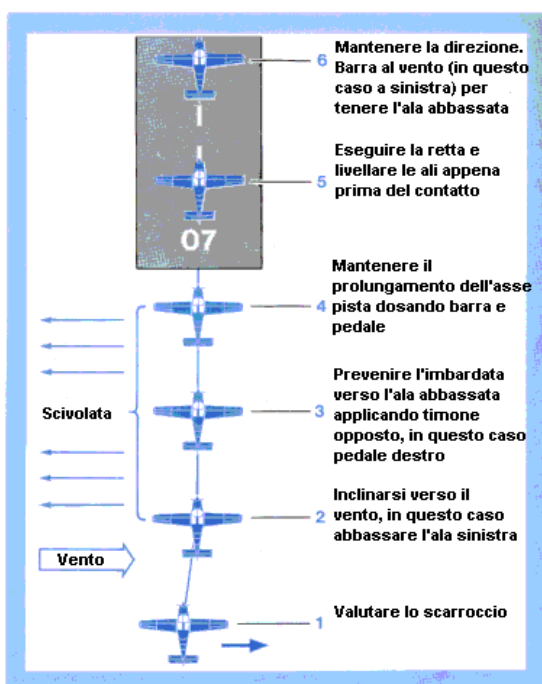 6
Mantenere la direzione.
Barra al vento (in questo
caso a sinistra) per
tenere l'ala abbassata
5
Eseguire la retta e
livellare le ali appena
prima del contatto
07
4
Mantenere il
prolungamento dell'asse
pista dosando barra e
pedale
Scivolata
3
Prevenire l'imbardata
verso l'ala abbassata
applicando timone
opposto, in questo caso
pedale destro
2
Inclinarsi verso il
vento, in questo caso
abbassare l'ala sinistra
Vento
1
Valutare lo scarroccio